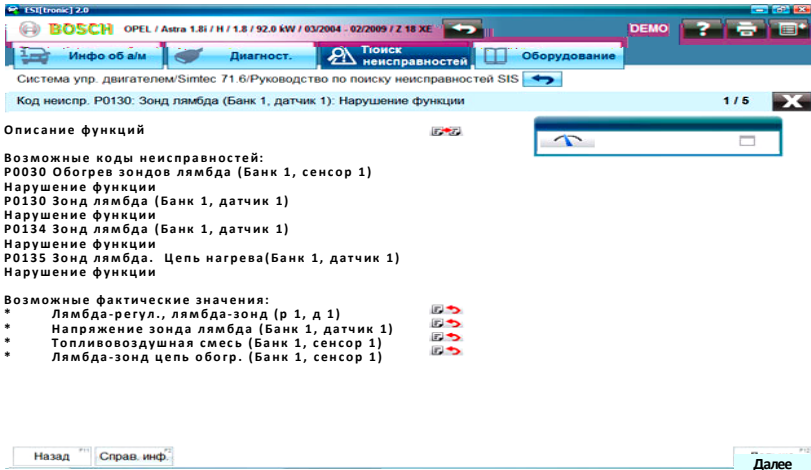 ESI[tronic] 2.0
BOSCH OPEL / Astra 1.8i / H / 1.8 / 92.0 kW / 03/2004 - 02/2009 / Z 18 XE DEMO ?
Инфо об а/м Диагност. Поиск неисправностей Оборудование
Система упр. двигателем/Simtec 71.6/Руководство по поиску неисправностей SIS
Код неиспр. P0130: Зонд лямбда (Банк 1, датчик 1): Нарушение функции 1 / 5 X
Описание функций
Возможные коды неисправностей:
P0030 Обогрев зондов лямбда (Банк 1, сенсор 1)
Нарушение функции
P0130 Зонд лямбда (Банк 1, датчик 1)
Нарушение функции
P0134 Зонд лямбда (Банк 1, датчик 1)
Нарушение функции
P0135 Зонд лямбда. Цепь нагрева(Банк 1, датчик 1)
Нарушение функции
Возможные фактические значения:
* Лямбда-регул., лямбда-зонд (р 1, д 1)
* Напряжение зонда лямбда (Банк 1, датчик 1)
* Топливовоздушная смесь (Банк 1, сенсор 1)
* Лямбда-зонд цепь обогр. (Банк 1, сенсор 1)
Назад F11 Справ. инф. Далее